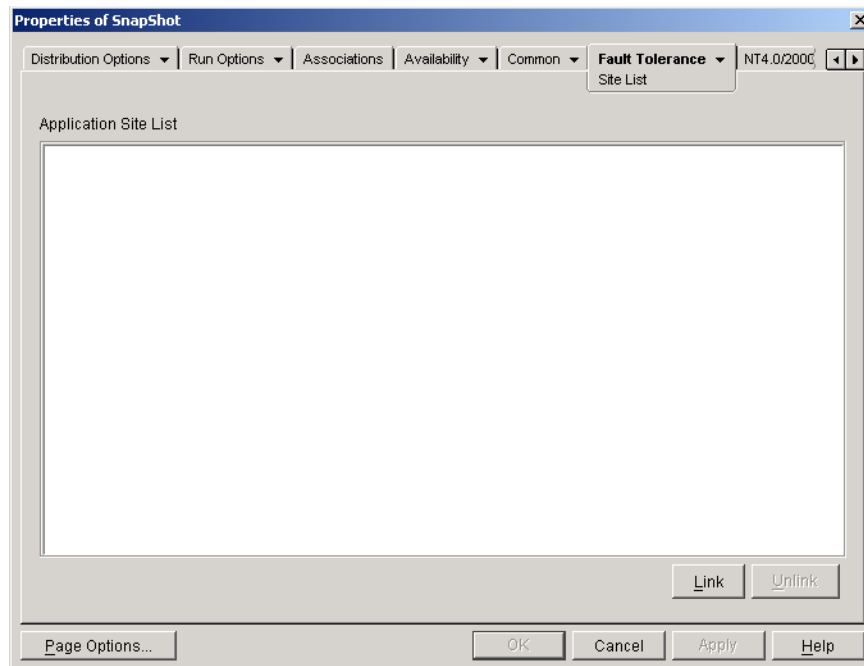 Properties of SnapShot
Distribution Options Run Options Associations Availability Common Fault Tolerance NT4.0/2000
Site List
Application Site List
Link Unlink
Page Options... OK Cancel Apply Help